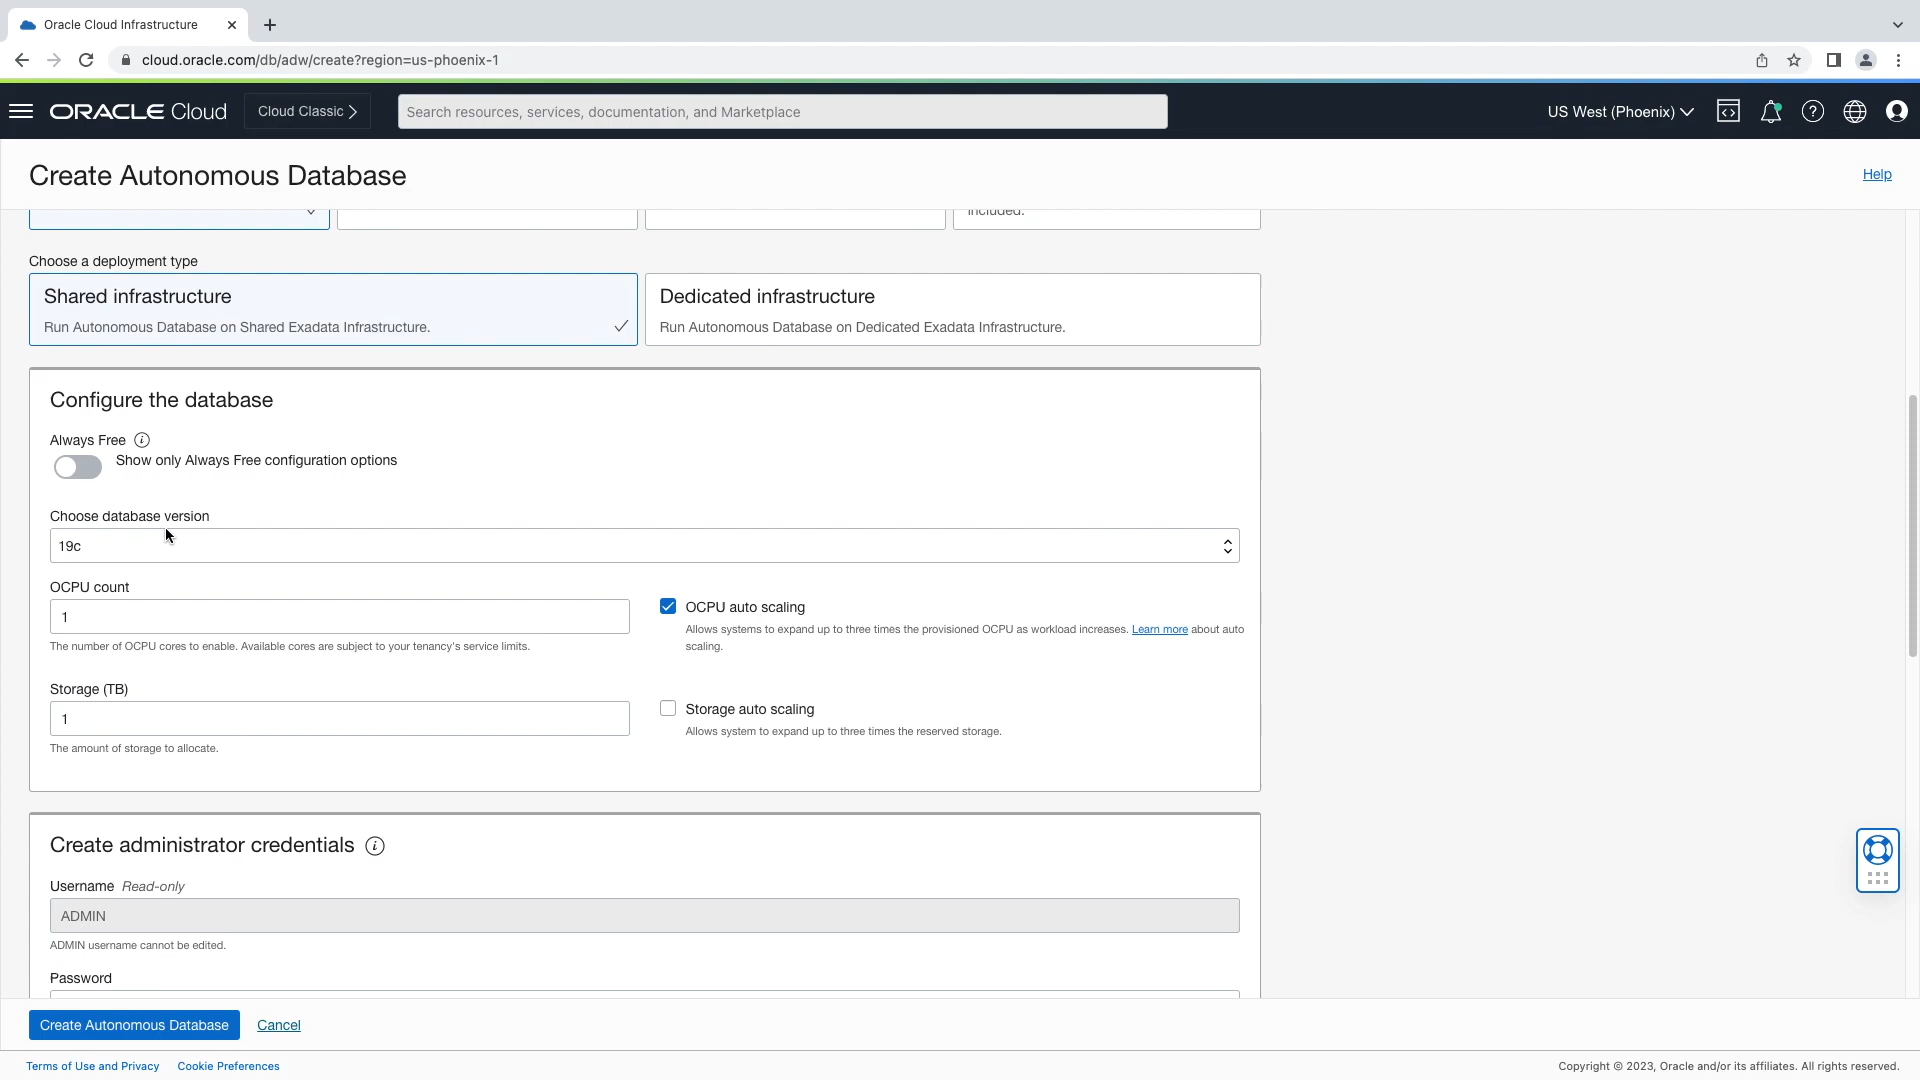 Oracle Cloud Infrastructure
cloud.oracle.com/db/adw/create?region=us-phoenix-1
ORACLE Cloud
Cloud Classic
Search resources, services, documentation, and Marketplace
US West (Phoenix)
Create Autonomous Database
Help
included.
Choose a deployment type
Shared infrastructure
Run Autonomous Database on Shared Exadata Infrastructure.
Dedicated infrastructure
Run Autonomous Database on Dedicated Exadata Infrastructure.
Configure the database
Always Free
Show only Always Free configuration options
Choose database version
19c
OCPU count
1
The number of OCPU cores to enable. Available cores are subject to your tenancy's service limits.
OCPU auto scaling
Allows systems to expand up to three times the provisioned OCPU as workload increases. Learn more about auto
scaling.
Storage (TB)
1
The amount of storage to allocate.
Storage auto scaling
Allows system to expand up to three times the reserved storage.
Create administrator credentials
Username Read-only
ADMIN
ADMIN username cannot be edited.
Password
Create Autonomous Database
Cancel
Terms of Use and Privacy
Cookie Preferences
Copyright © 2023, Oracle and/or its affiliates. All rights reserved.